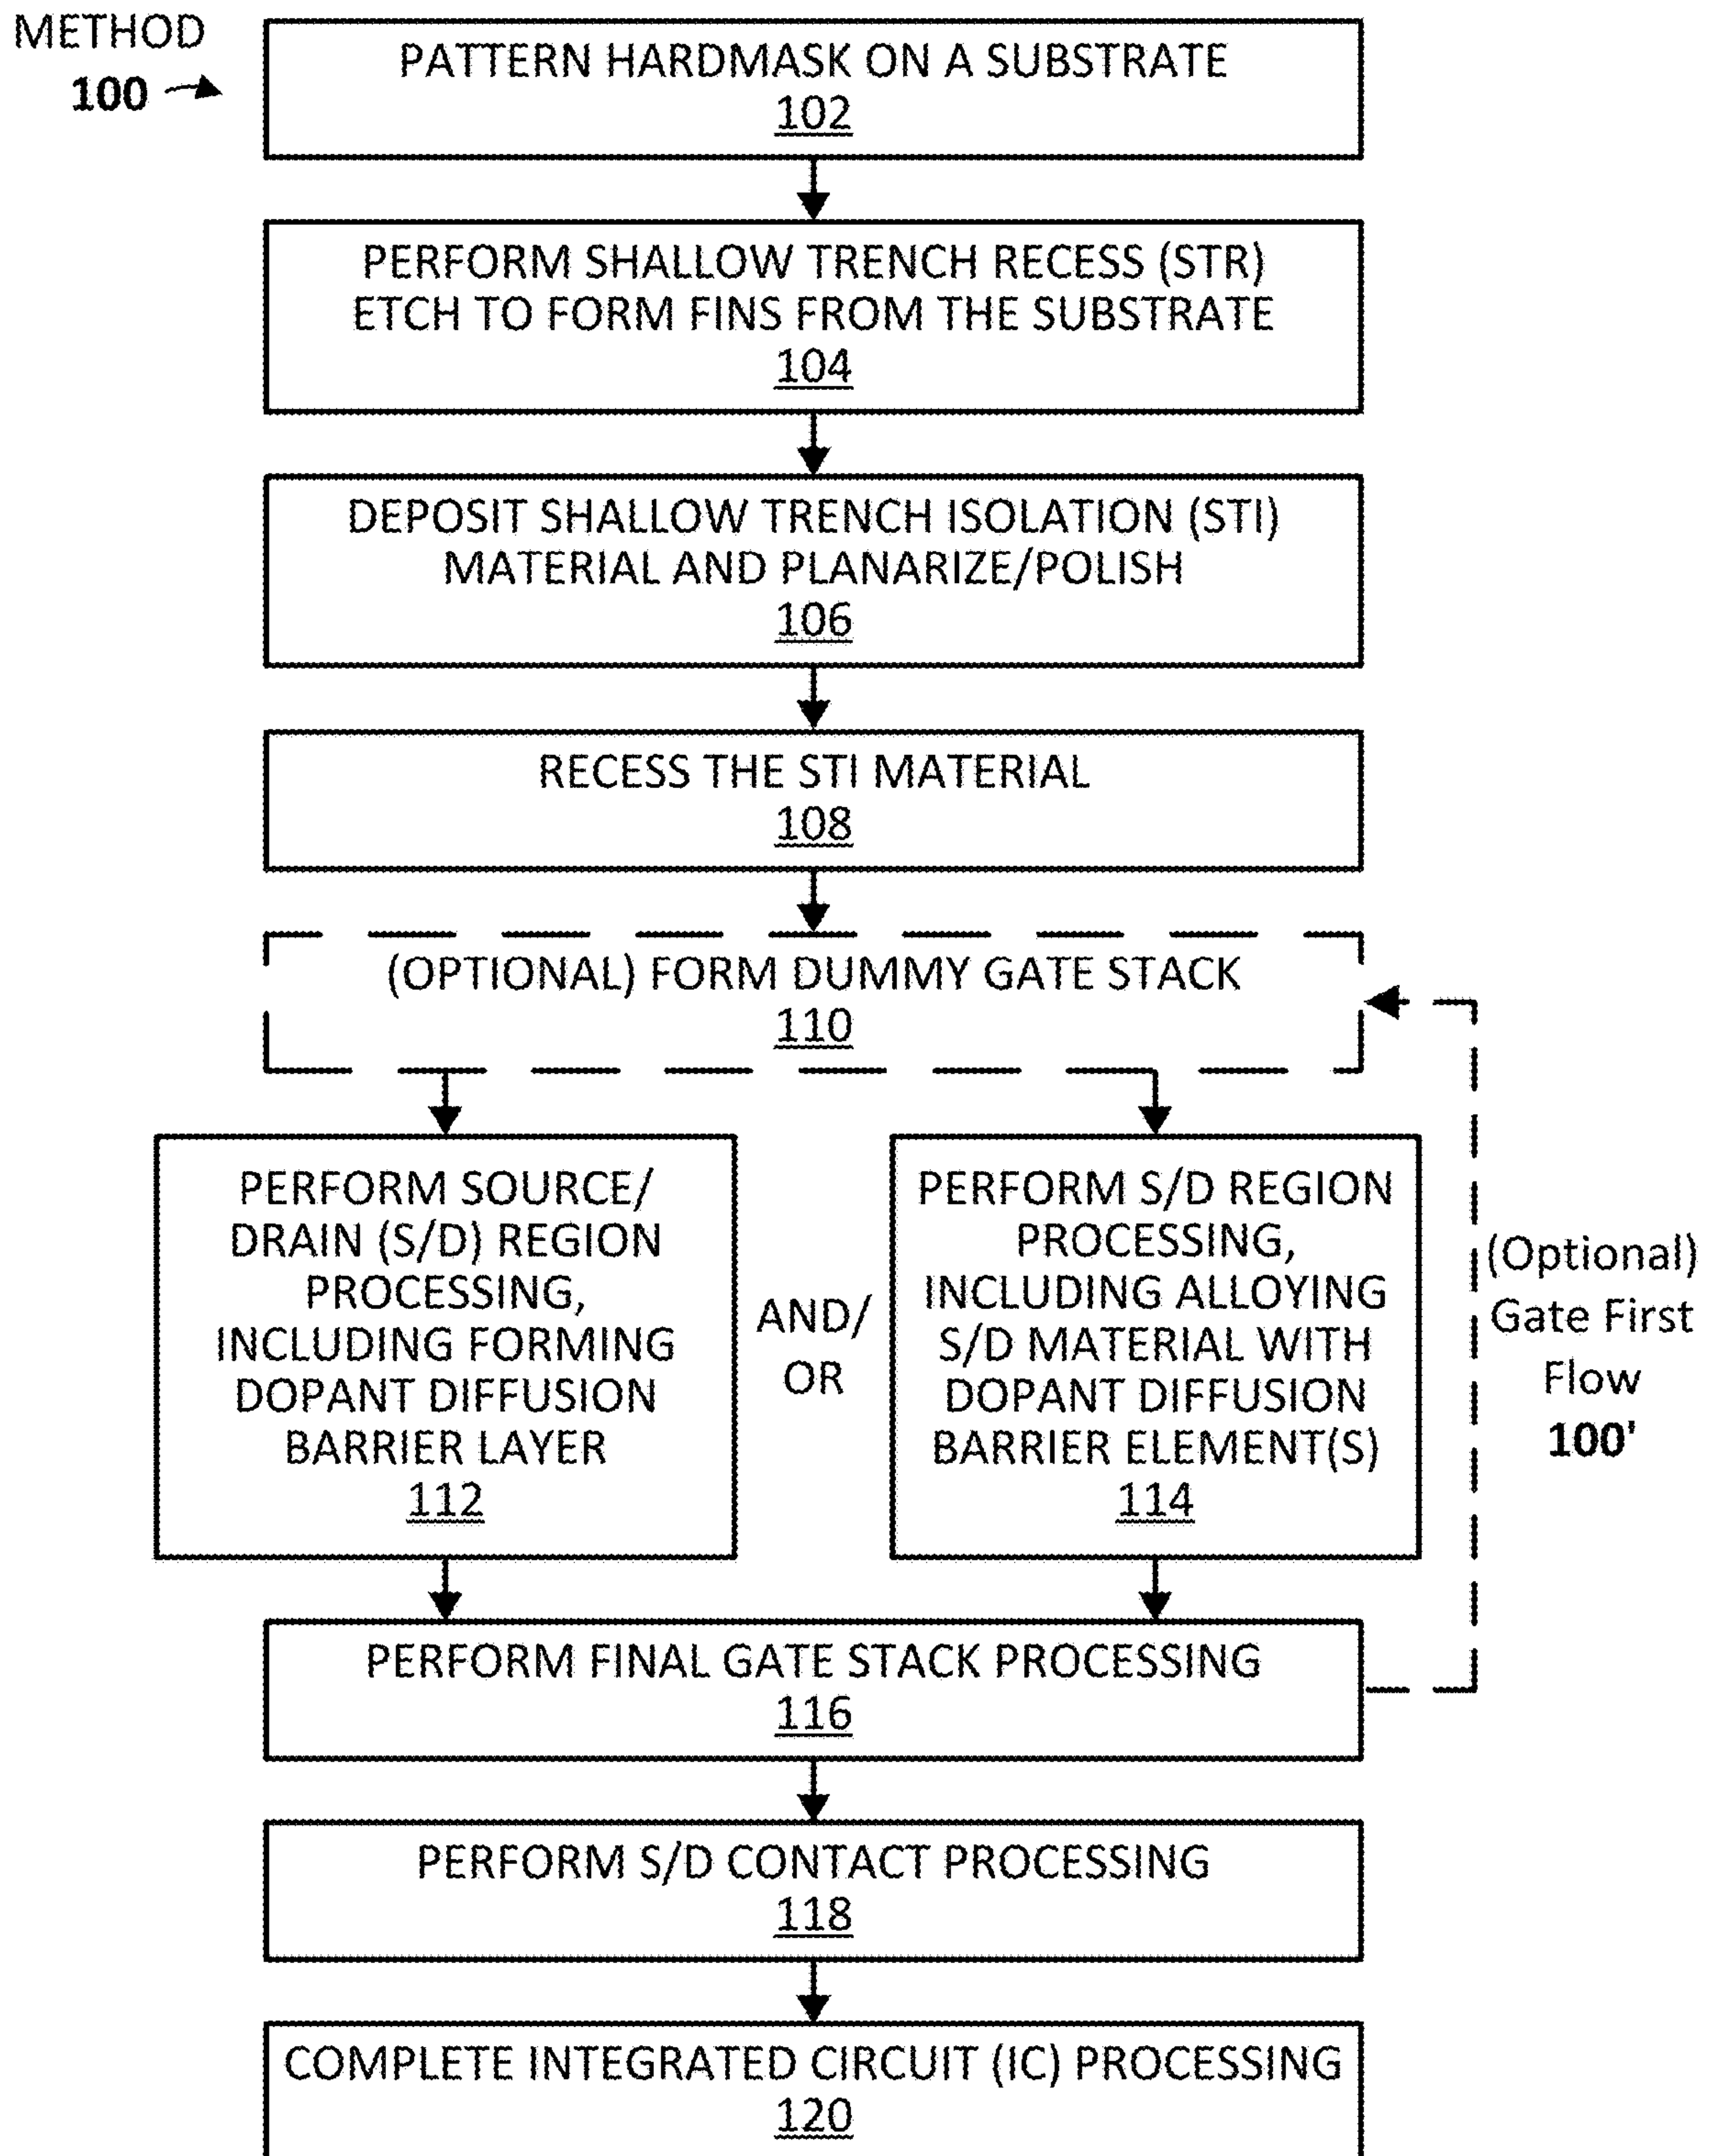 METHOD
100
PATTERN HARDMASK ON A SUBSTRATE
102
PERFORM SHALLOW TRENCH RECESS (STR)
ETCH TO FORM FINS FROM THE SUBSTRATE
104
DEPOSIT SHALLOW TRENCH ISOLATION (STI)
MATERIAL AND PLANARIZE/POLISH
106
RECESS THE STI MATERIAL
108
(OPTIONAL) FORM DUMMY GATE STACK
110
PERFORM SOURCE/
DRAIN (S/D) REGION
PROCESSING,
INCLUDING FORMING
DOPANT DIFFUSION
BARRIER LAYER
112
AND/
OR
PERFORM S/D REGION
PROCESSING,
INCLUDING ALLOYING
S/D MATERIAL WITH
DOPANT DIFFUSION
BARRIER ELEMENT(S)
114
(Optional)
Gate First
Flow
100'
PERFORM FINAL GATE STACK PROCESSING
116
PERFORM S/D CONTACT PROCESSING
118
COMPLETE INTEGRATED CIRCUIT (IC) PROCESSING
120